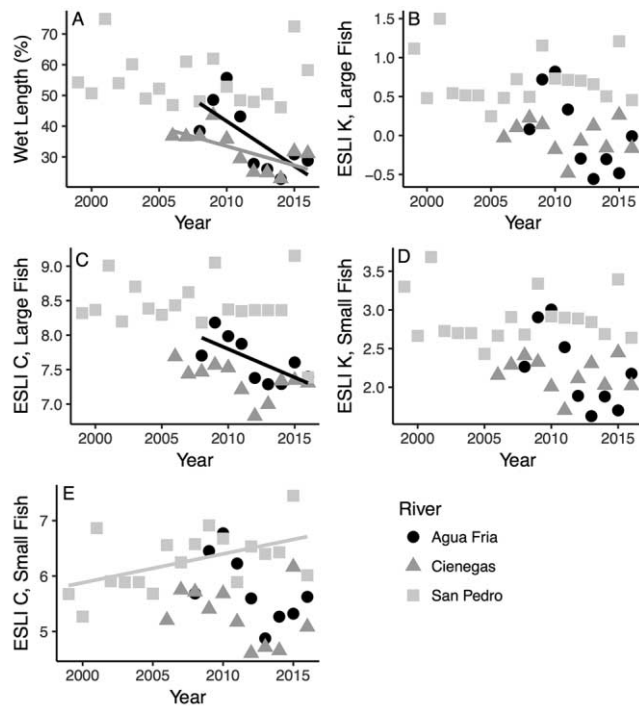 A
Wet Length (%)
70
60
50
40
30
2000 2005 2010 2015
Year
B
ESLI K, Large Fish
1.5
1.0
0.5
0.0
−0.5
2000 2005 2010 2015
Year
C
ESLI C, Large Fish
9.0
8.5
8.0
7.5
7.0
2000 2005 2010 2015
Year
D
ESLI K, Small Fish
3.5
3.0
2.5
2.0
2000 2005 2010 2015
Year
E
ESLI C, Small Fish
7
6
5
2000 2005 2010 2015
Year
River
Agua Fria
Cienegas
San Pedro